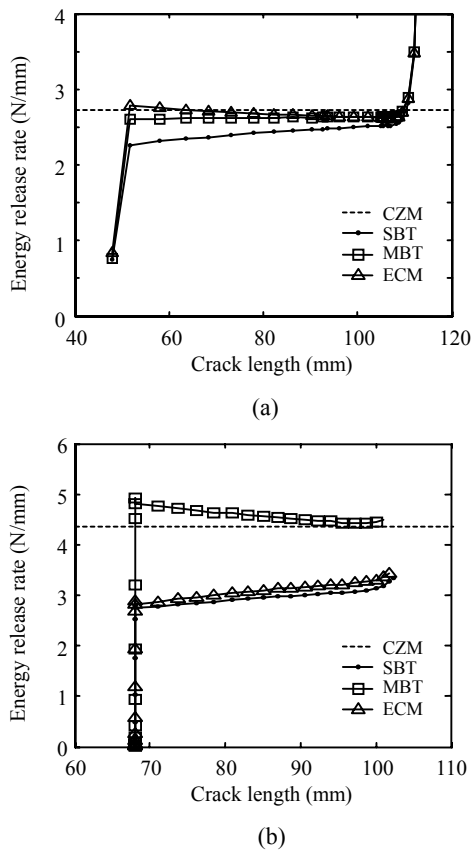 4
3
2
1
0
Energy release rate (N/mm)
CZM
SBT
MBT
ECM
40 60 80 100 120
Crack length (mm)
(a)
6
5
4
3
2
1
0
Energy release rate (N/mm)
CZM
SBT
MBT
ECM
60 70 80 90 100 110
Crack length (mm)
(b)